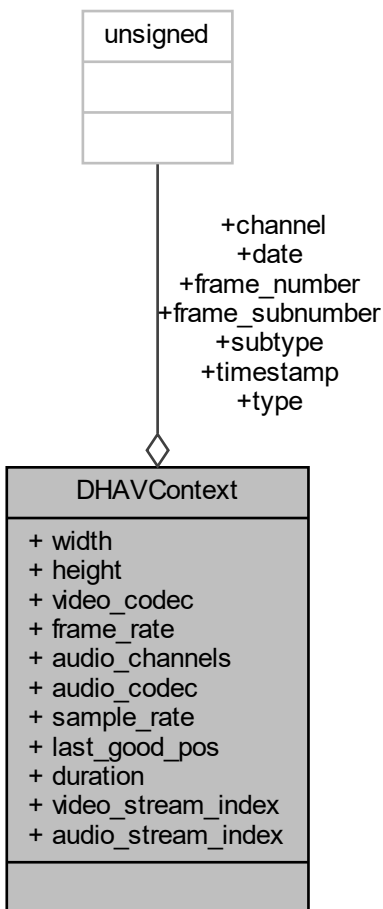 unsigned
+channel
+date
+frame_number
+frame_subnumber
+subtype
+timestamp
+type
DHAVContext
+ width
+ height
+ video_codec
+ frame_rate
+ audio_channels
+ audio_codec
+ sample_rate
+ last_good_pos
+ duration
+ video_stream_index
+ audio_stream_index